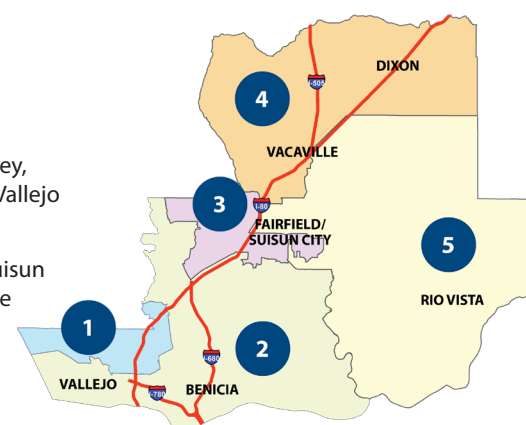 DIXON
I-505
4
VACAVILLE
ey,
Vallejo
3
I-80
FAIRFIELD/
SUISUN CITY
5
uisun
e
RIO VISTA
1
2
I-680
VALLEJO
I-780
BENICIA